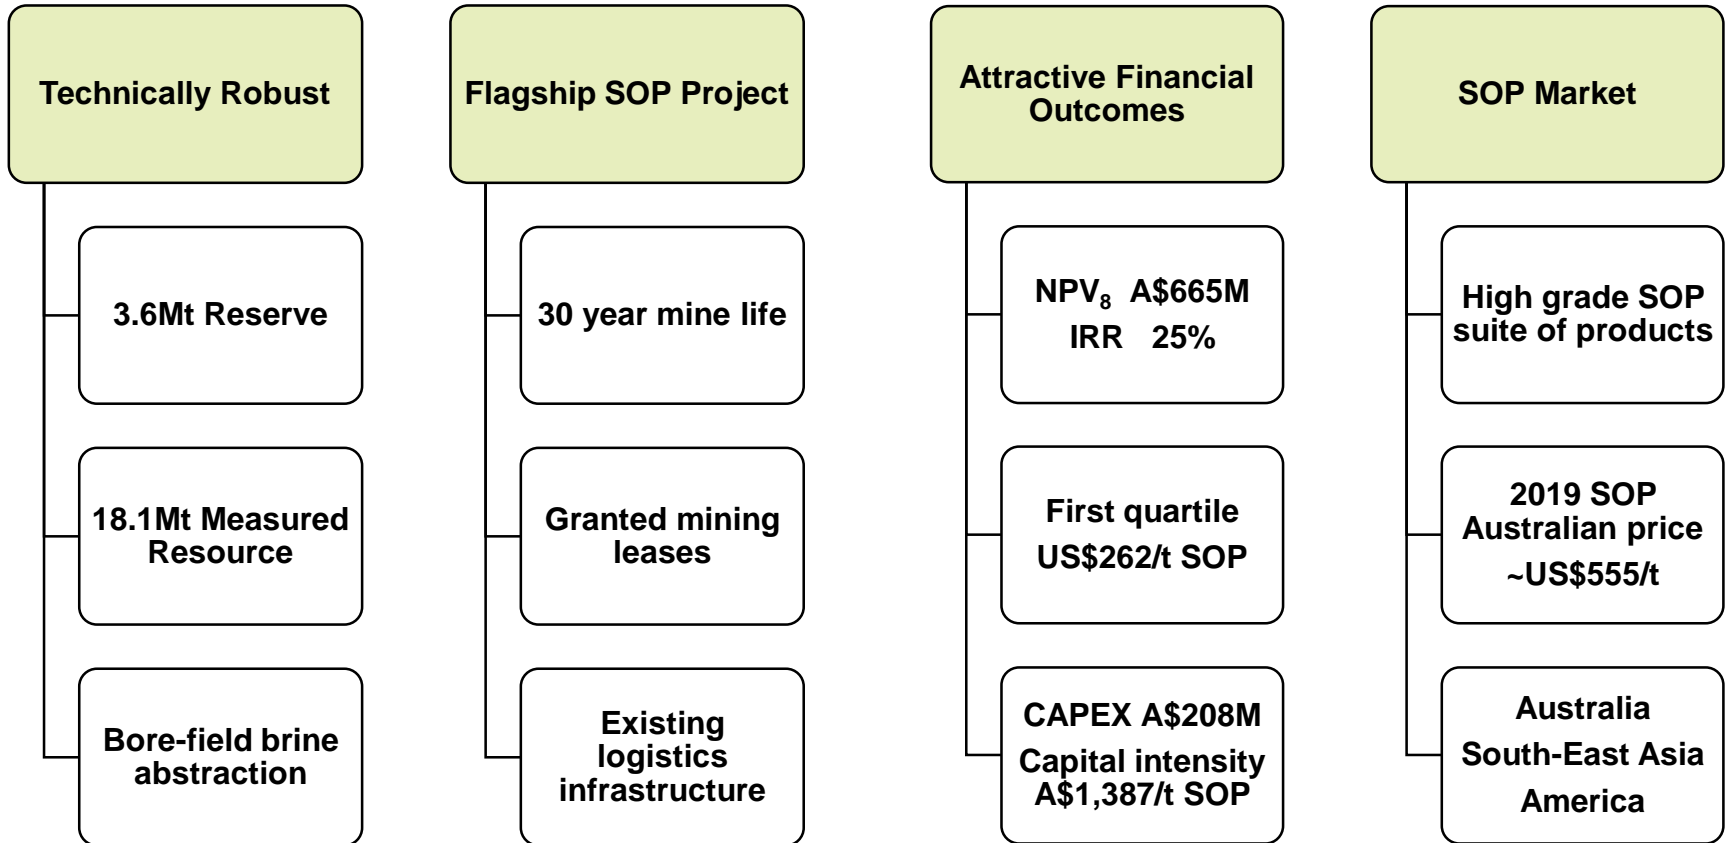 Technically Robust
3.6Mt Reserve
18.1Mt Measured
Resource
Bore-field brine
abstraction
Flagship SOP Project
30 year mine life
Granted mining
leases
Existing
logistics
infrastructure
Attractive Financial
Outcomes
NPV₈ A$665M
IRR 25%
First quartile
US$262/t SOP
CAPEX A$208M
Capital intensity
A$1,387/t SOP
SOP Market
High grade SOP
suite of products
2019 SOP
Australian price
~US$555/t
Australia
South-East Asia
America